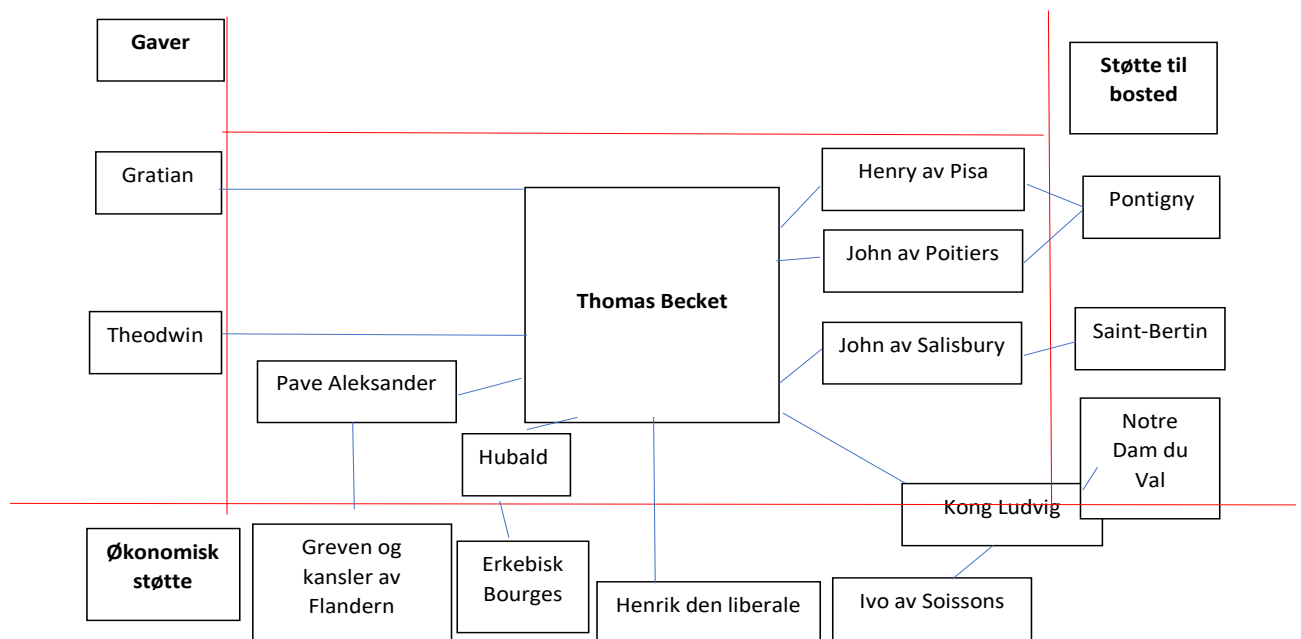 Gaver
Støtte til
bosted
Gratian
Henry av Pisa
Pontigny
John av Poitiers
Thomas Becket
Theodwin
John av Salisbury
Saint-Bertin
Pave Aleksander
Hubald
Notre
Dam du
Val
Kong Ludvig
Økonomisk
støtte
Greven og
kansler av
Flandern
Erkebisk
Bourges
Henrik den liberale
Ivo av Soissons